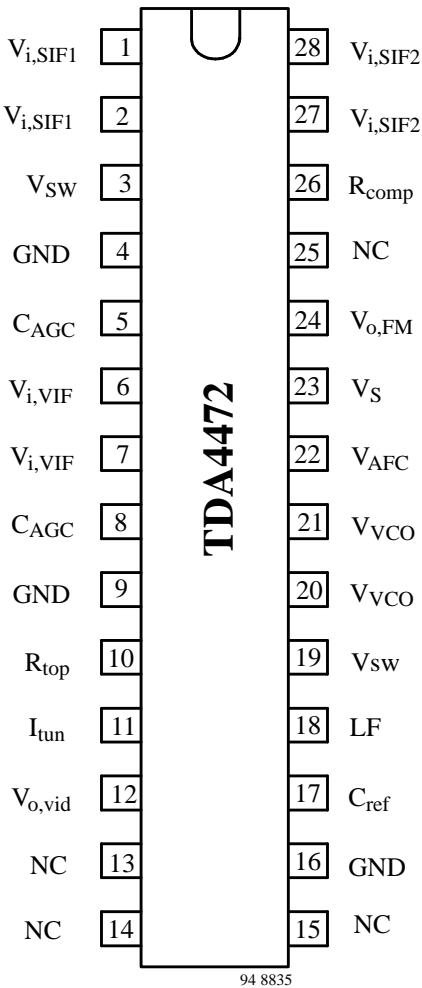 V_i,SIF1 1 28 V_i,SIF2
V_i,SIF1 2 27 V_i,SIF2
V_SW 3 26 R_comp
GND 4 25 NC
C_AGC 5 24 V_o,FM
V_i,VIF 6 23 V_S
V_i,VIF 7 22 V_AFC
C_AGC 8 21 V_VCO
GND 9 20 V_VCO
R_top 10 19 Vsw
I_tun 11 18 LF
V_o,vid 12 17 C_ref
NC 13 16 GND
NC 14 15 NC
TDA4472
94 8835